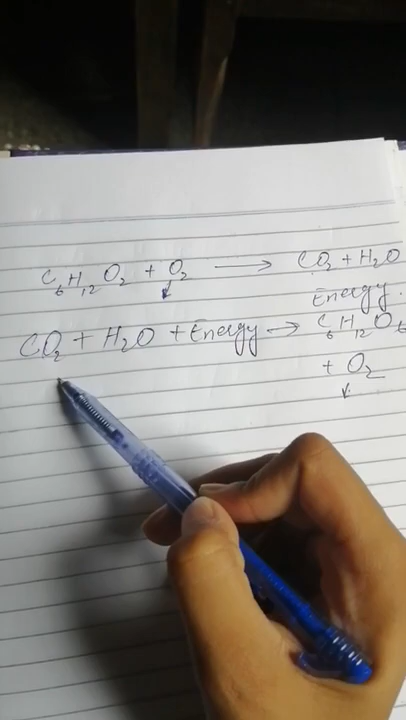 C₆H₁₂O₂ + O₂ → CO₂ + H₂O
Energy.
CO₂ + H₂O + Energy → C₆H₁₂O₆
+ O₂